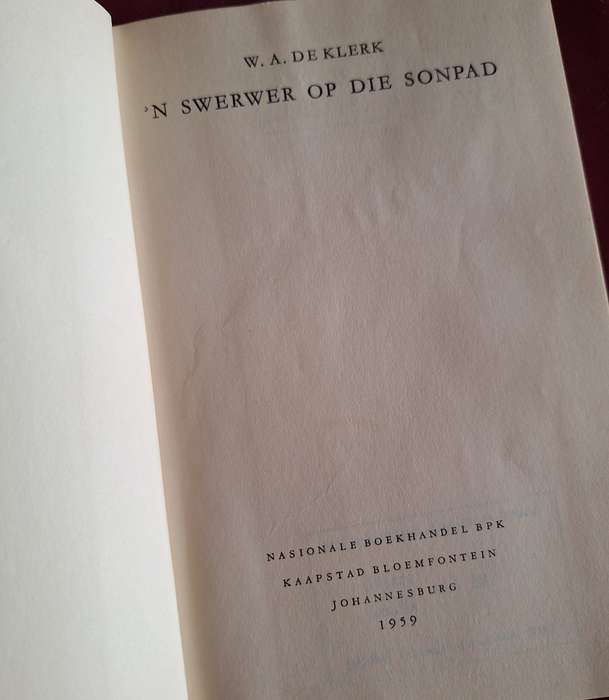 W. A. DE KLERK
'N SWERWER OP DIE SONPAD
NASIONALE BOEKHANDEL BPK
KAAPSTAD BLOEMFONTEIN
JOHANNESBURG
1959